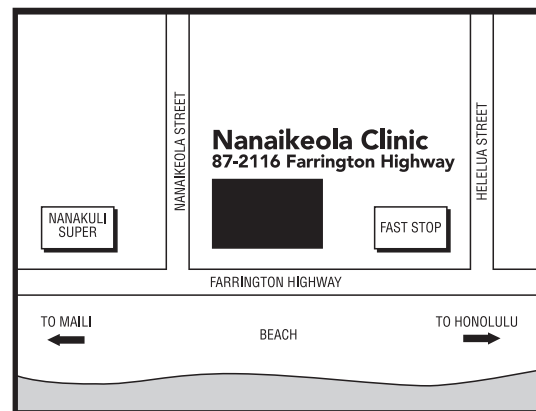 NANAIKEOLA STREET
HELELUA STREET
Nanaikeola Clinic
87-2116 Farrington Highway
NANAKULI
SUPER
FAST STOP
FARRINGTON HIGHWAY
TO MAILI
BEACH
TO HONOLULU